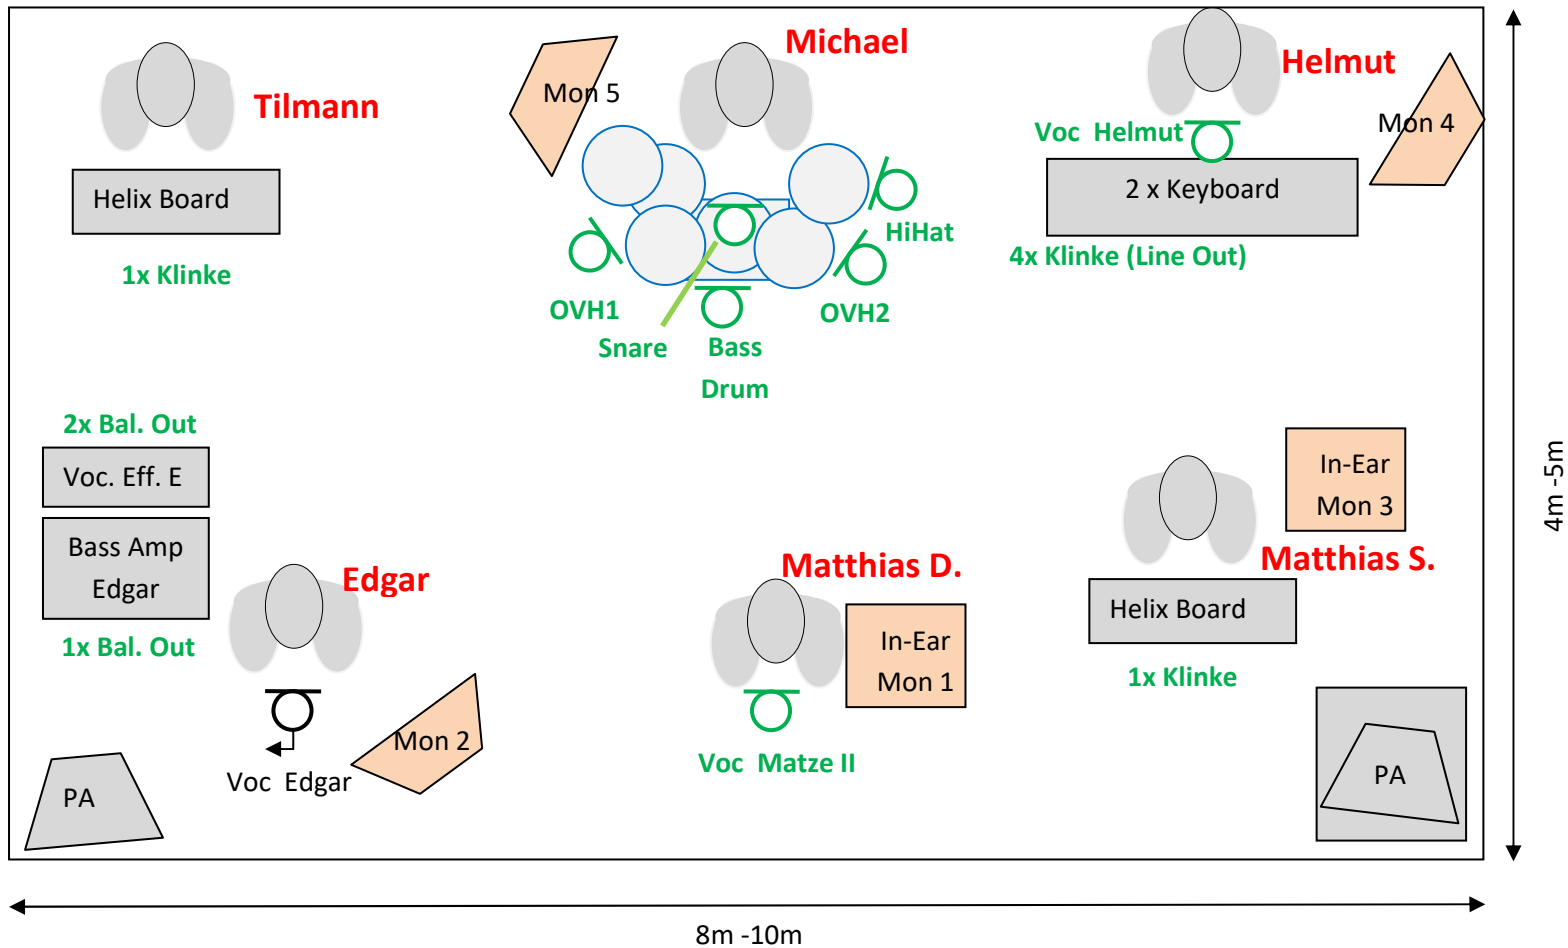 Michael
Helmut
Tilmann
Mon 5
Mon 4
Voc Helmut
Helix Board
2 x Keyboard
HiHat
1x Klinke
4x Klinke (Line Out)
OVH1
OVH2
Snare
Bass
Drum
2x Bal. Out
Voc. Eff. E
In-Ear
Mon 3
4m -5m
Bass Amp
Edgar
Edgar
Matthias D.
Matthias S.
Helix Board
1x Bal. Out
In-Ear
Mon 1
1x Klinke
Mon 2
Voc Edgar
Voc Matze II
PA
PA
8m -10m